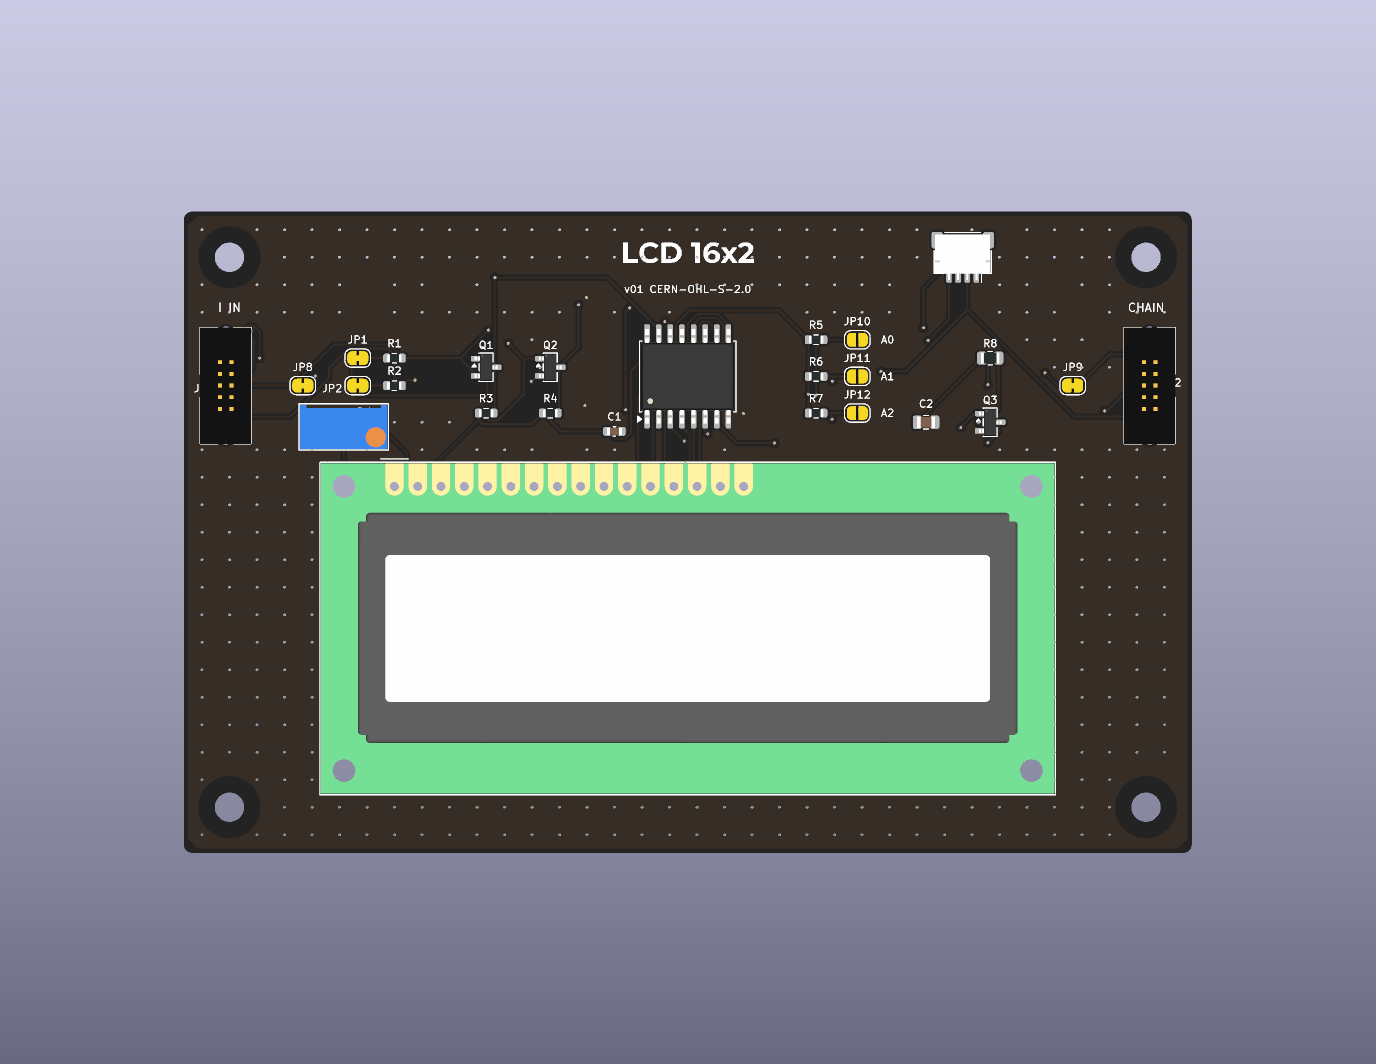 LCD 16x2
v01 CERN-OHL-S-2.0
I IN
CHAIN
JP1
R1
Q1
Q2
R5
JP10
A0
R8
JP8
JP2
R2
R6
JP11
A1
JP9
2
R3
R4
C1
R7
JP12
A2
C2
Q3